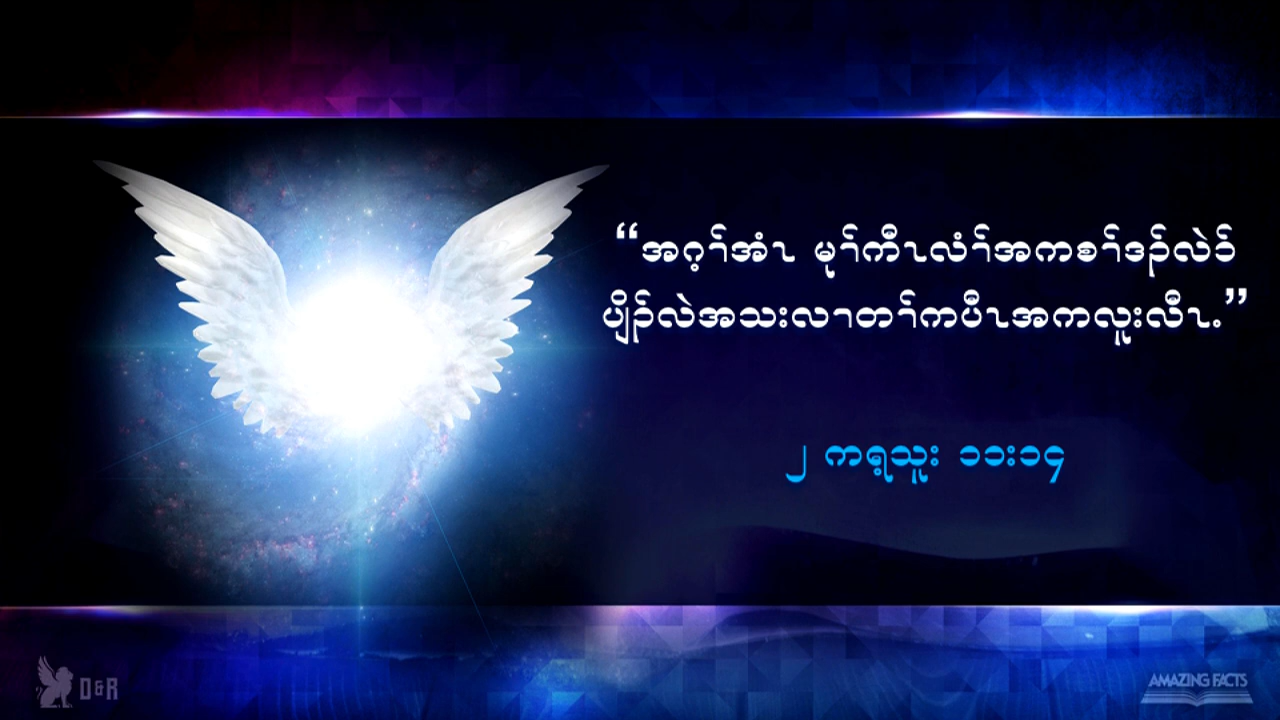 “အဂ့ၢ်အံၤ မုၢ်ကီၤလံၢ်အကစၢ်ဒၣ်လဲဒ်
ပျိၣ်လဲအသးလၢတၢ်ကပီၤအကလူးလီၤ.”
၂ ကရ့သူး ၁၁း၁၄
D&R
AMAZING FACTS